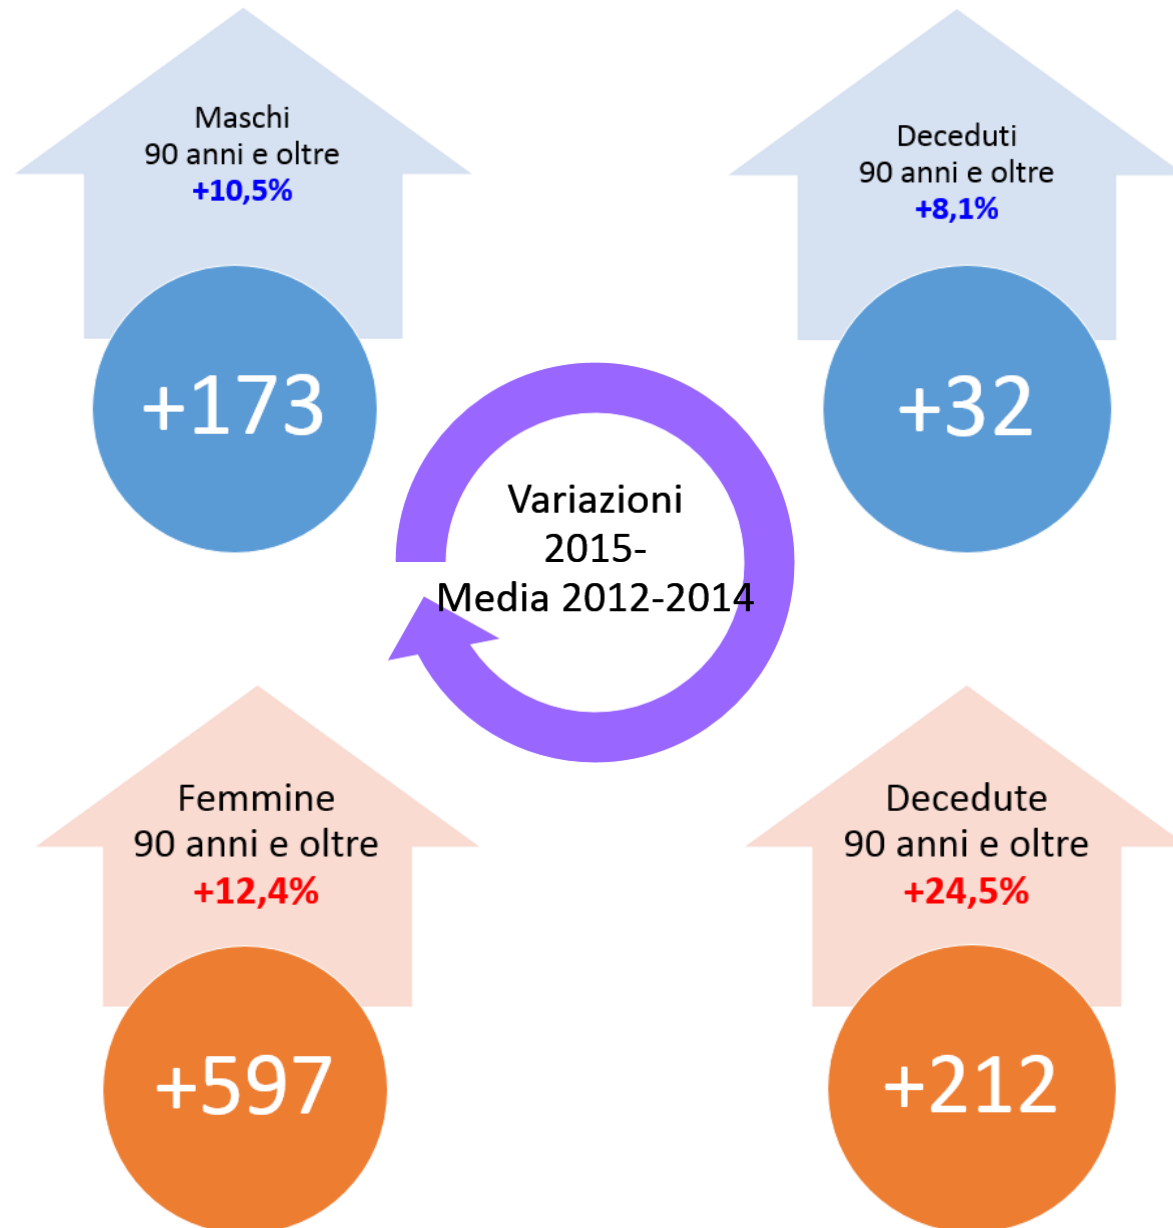 Maschi
90 anni e oltre
+10,5%
+173
Deceduti
90 anni e oltre
+8,1%
+32
Variazioni
2015-
Media 2012-2014
Femmine
90 anni e oltre
+12,4%
+597
Decedute
90 anni e oltre
+24,5%
+212